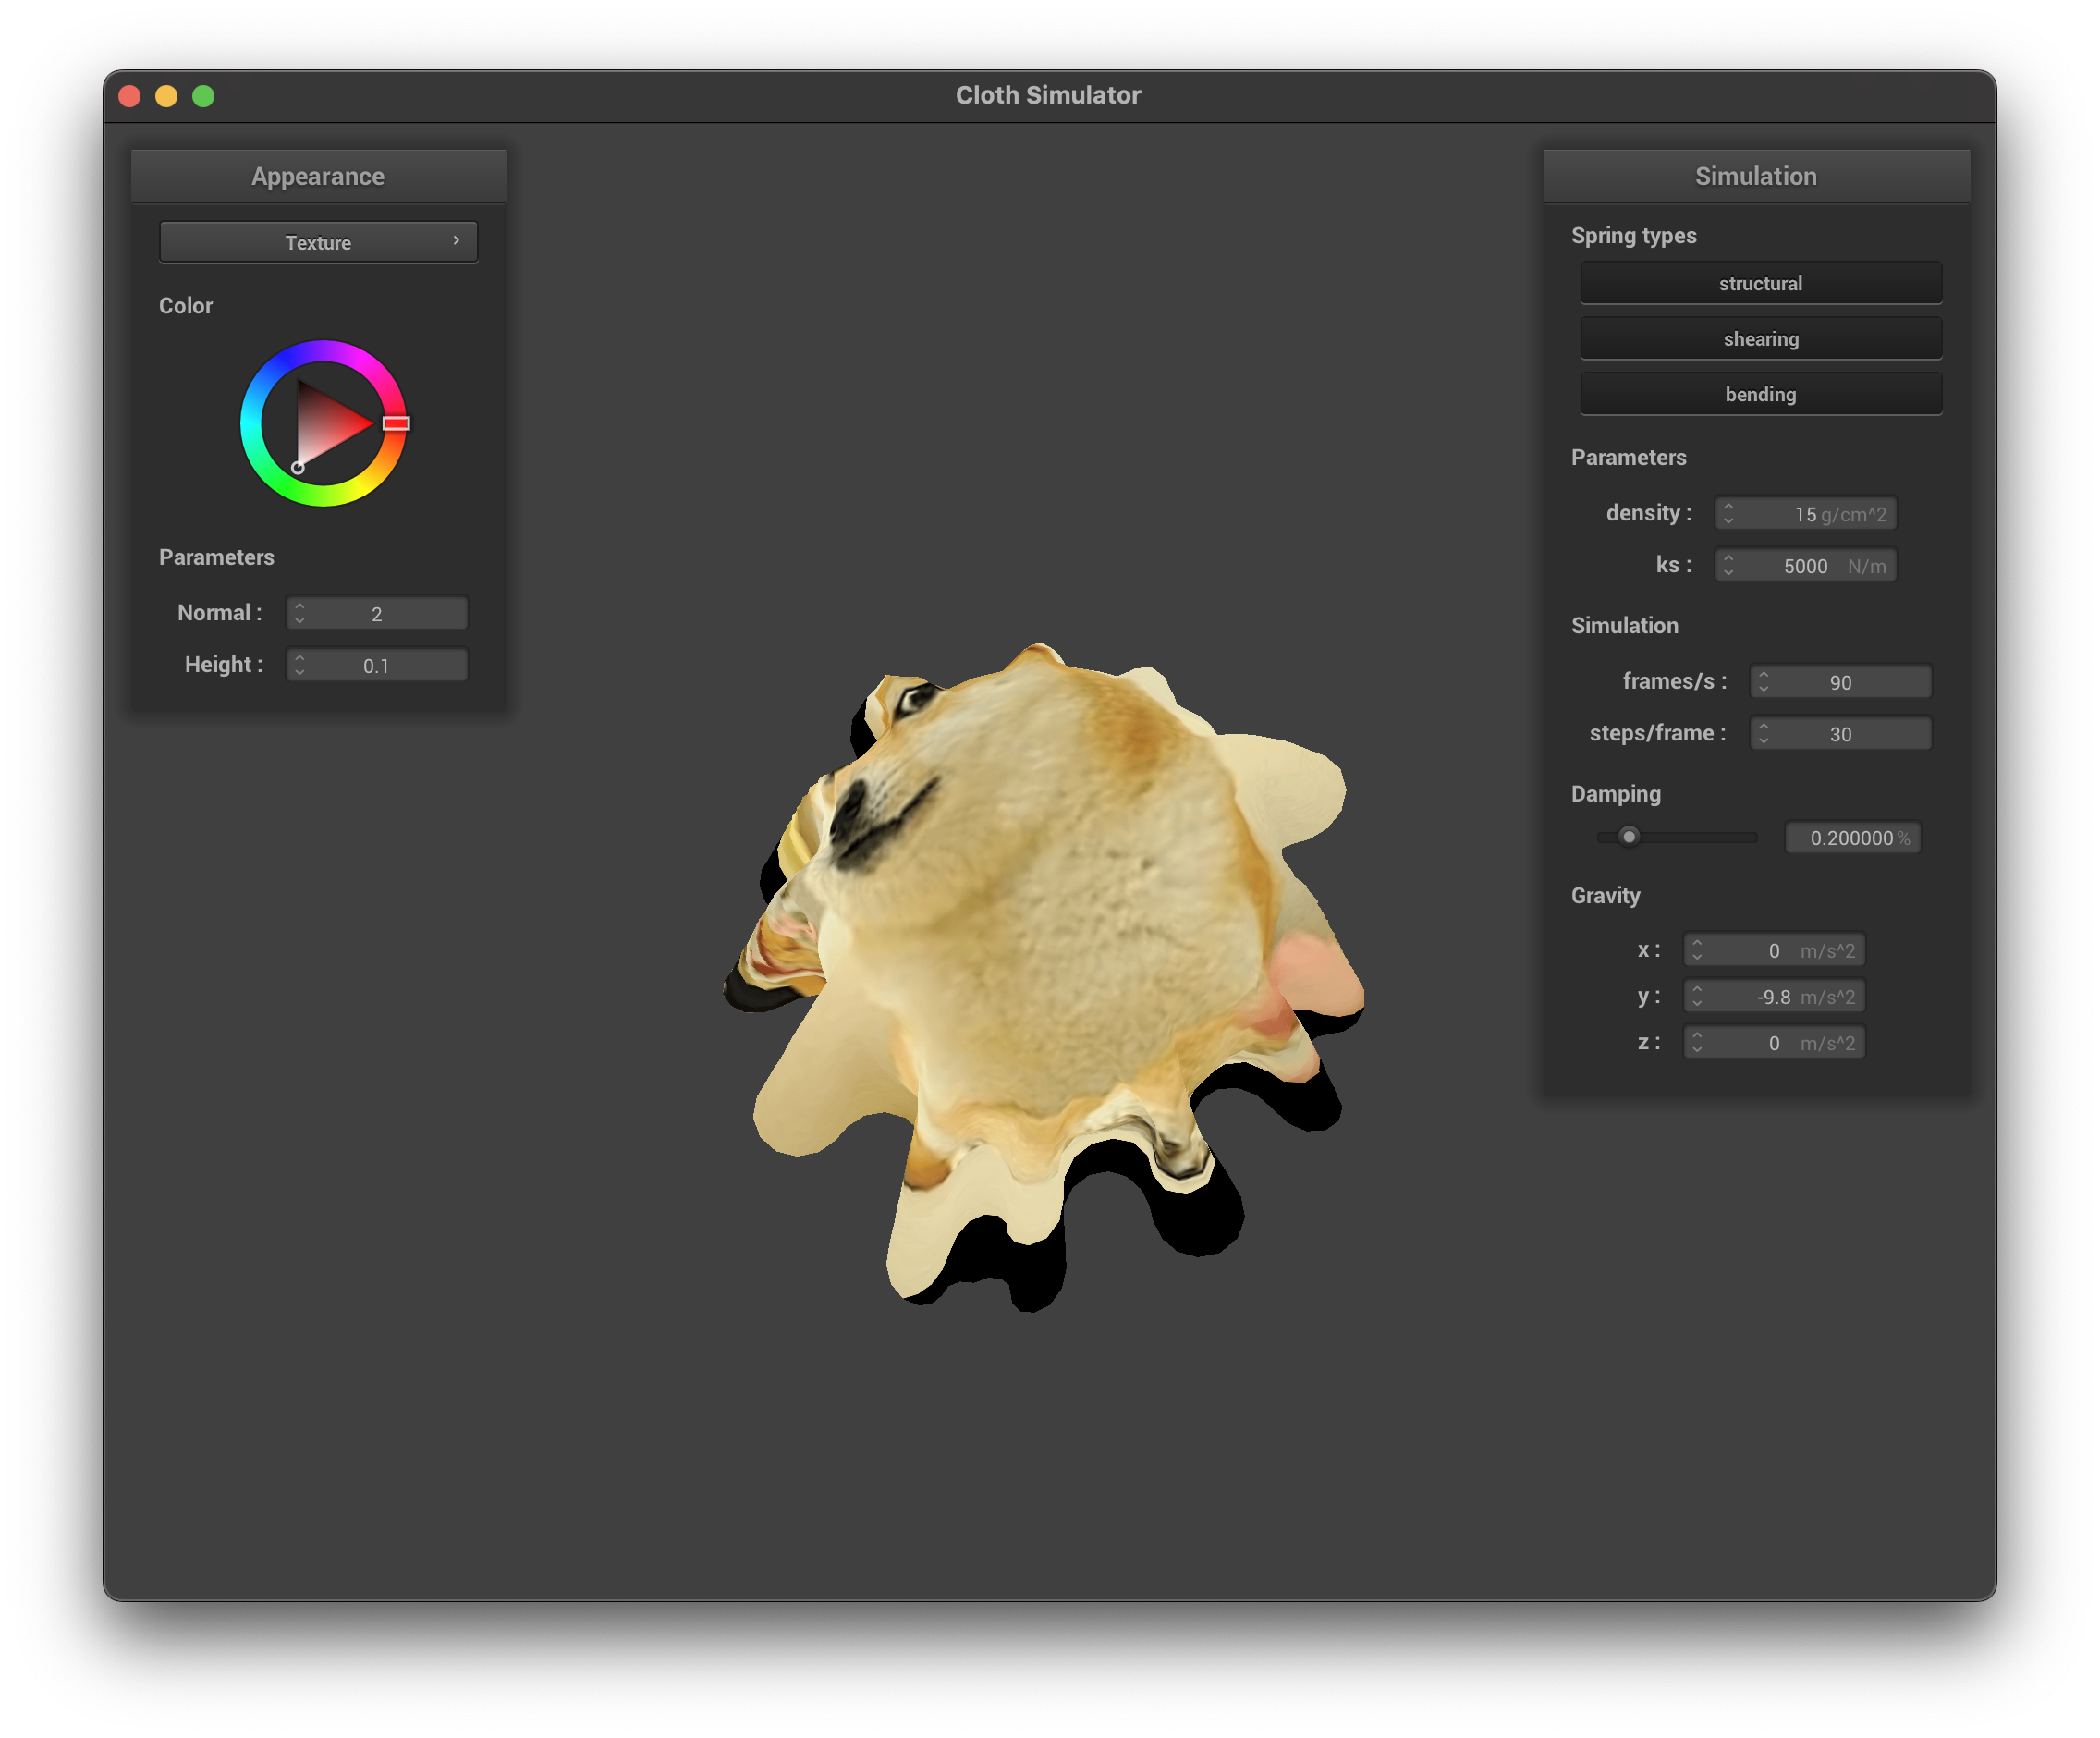 Cloth Simulator
Appearance
Texture
Color
Parameters
Normal : 2
Height : 0.1
Simulation
Spring types
structural
shearing
bending
Parameters
density : 15 g/cm^2
ks : 5000 N/m
Simulation
frames/s : 90
steps/frame : 30
Damping
0.200000 %
Gravity
x : 0 m/s^2
y : -9.8 m/s^2
z : 0 m/s^2